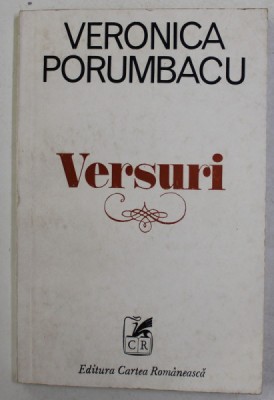 VERONICA
PORUMBACU
Versuri
CR
Editura Cartea Românească